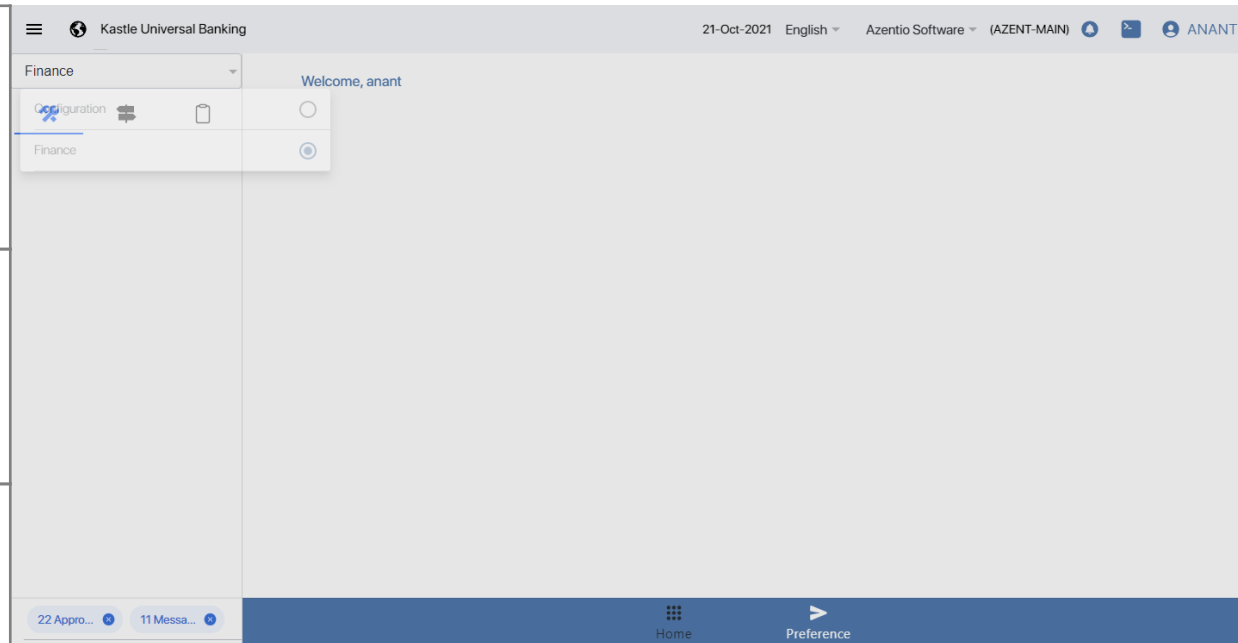 Kastle Universal Banking 21-Oct-2021 English Azentio Software (AZENT-MAIN) ANANT
Finance
Welcome, anant
Configuration
Finance
22 Appro... 11 Messa...
Home Preference